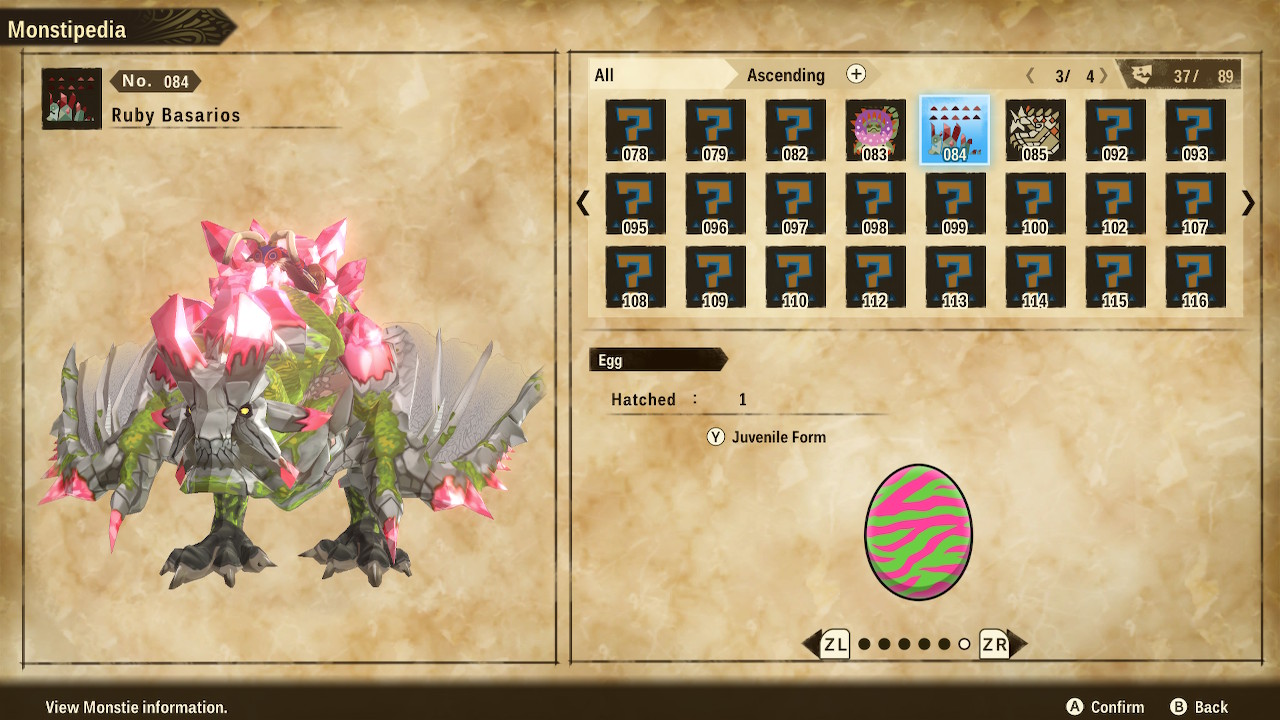 Monstipedia
No. 084
Ruby Basarios
All
Ascending
+
3/ 4
37/ 89
078 079 082 083 084 085 092 093
095 096 097 098 099 100 102 107
108 109 110 112 113 114 115 116
Egg
Hatched : 1
Y Juvenile Form
ZL ZR
View Monstie information.
A Confirm B Back